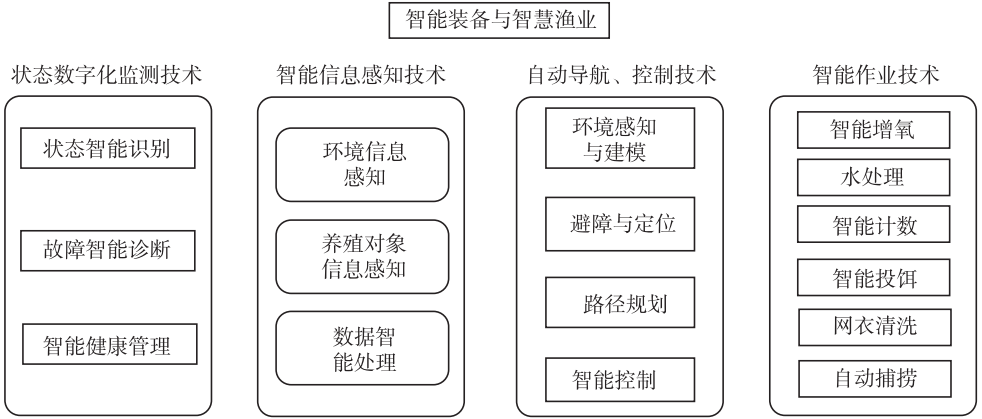 智能装备与智慧渔业
状态数字化监测技术
状态智能识别
故障智能诊断
智能健康管理
智能信息感知技术
环境信息
感知
养殖对象
信息感知
数据智
能处理
自动导航、控制技术
环境感知
与建模
避障与定位
路径规划
智能控制
智能作业技术
智能增氧
水处理
智能计数
智能投饵
网衣清洗
自动捕捞